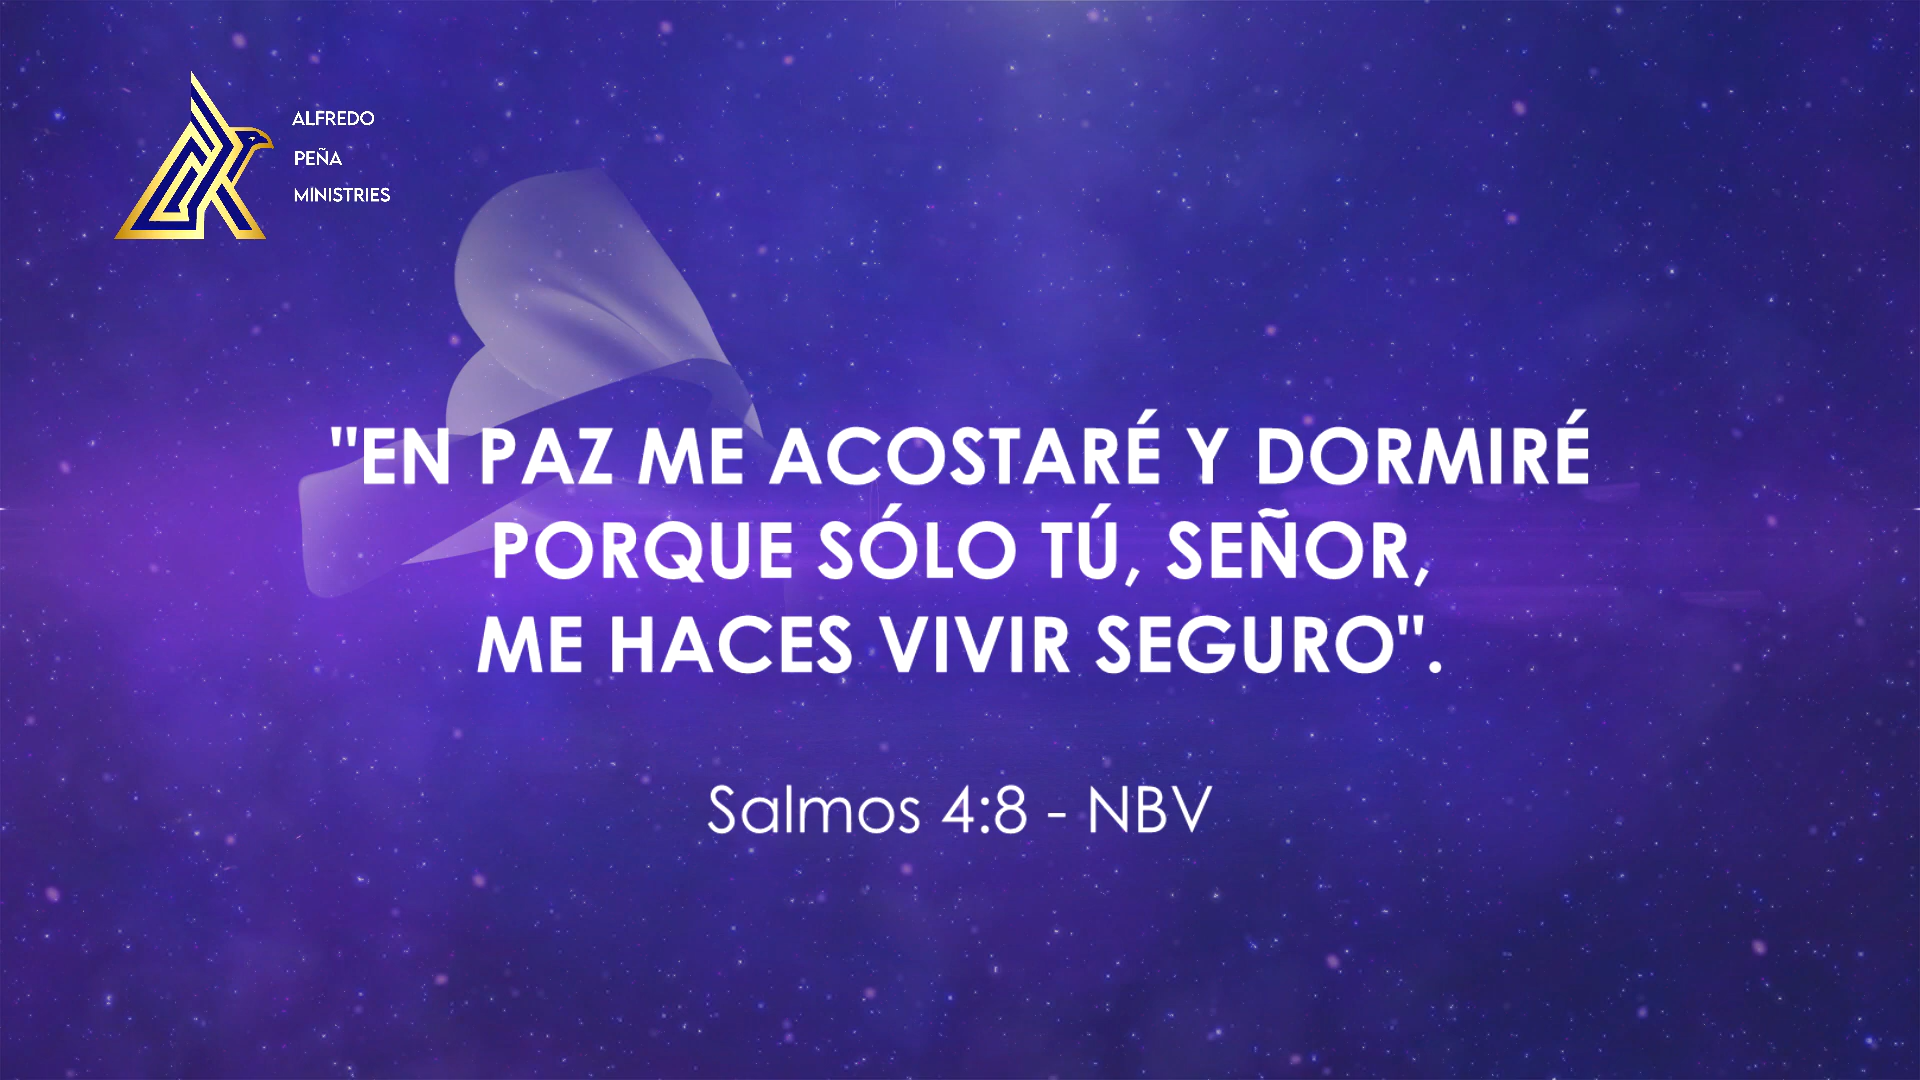 ALFREDO
PEÑA
MINISTRIES
"EN PAZ ME ACOSTARÉ Y DORMIRÉ
PORQUE SÓLO TÚ, SEÑOR,
ME HACES VIVIR SEGURO".
Salmos 4:8 - NBV